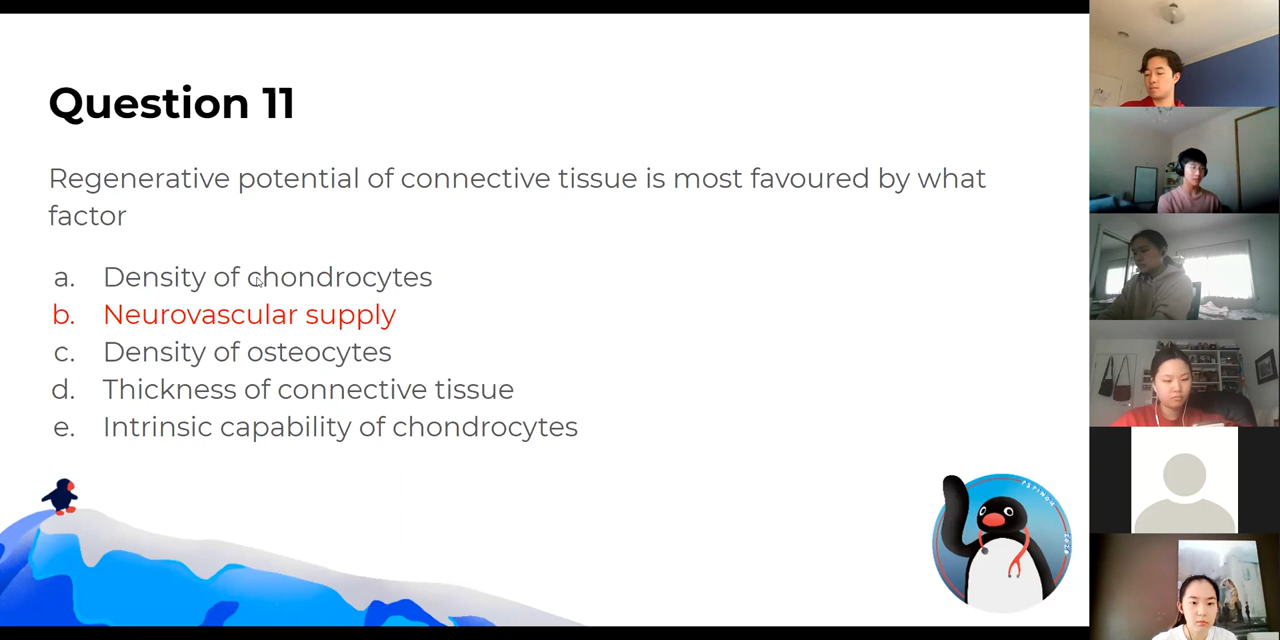 Question 11
Regenerative potential of connective tissue is most favoured by what
factor
a. Density of chondrocytes
b. Neurovascular supply
c. Density of osteocytes
d. Thickness of connective tissue
e. Intrinsic capability of chondrocytes